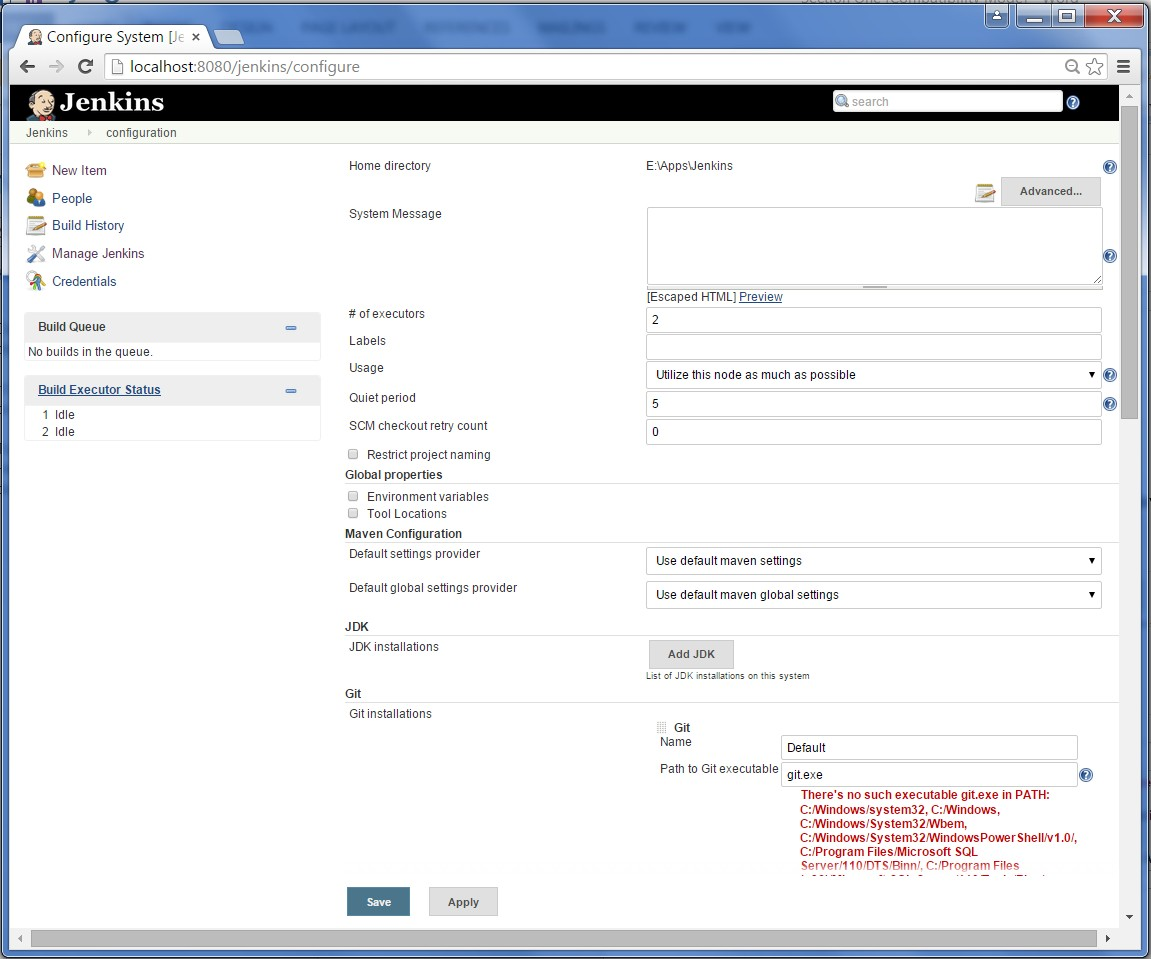 Configure System [Je
localhost:8080/jenkins/configure
Jenkins
search
Jenkins
configuration
New Item
People
Build History
Manage Jenkins
Credentials
Build Queue
No builds in the queue.
Build Executor Status
1 Idle
2 Idle
Home directory
E:\Apps\Jenkins
Advanced...
System Message
[Escaped HTML] Preview
# of executors
2
Labels
Usage
Utilize this node as much as possible
Quiet period
5
SCM checkout retry count
0
Restrict project naming
Global properties
Environment variables
Tool Locations
Maven Configuration
Default settings provider
Use default maven settings
Default global settings provider
Use default maven global settings
JDK
JDK installations
Add JDK
List of JDK installations on this system
Git
Git installations
Git
Name
Default
Path to Git executable
git.exe
There's no such executable git.exe in PATH:
C:/Windows/system32, C:/Windows,
C:/Windows/System32/Wbem,
C:/Windows/System32/WindowsPowerShell/v1.0/,
C:/Program Files/Microsoft SQL
Server/110/DTS/Binn/, C:/Program Files
Save
Apply